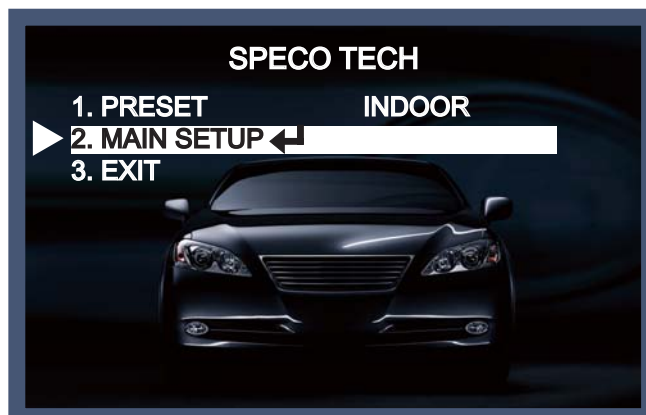 SPECO TECH
1. PRESET INDOOR
2. MAIN SETUP
3. EXIT